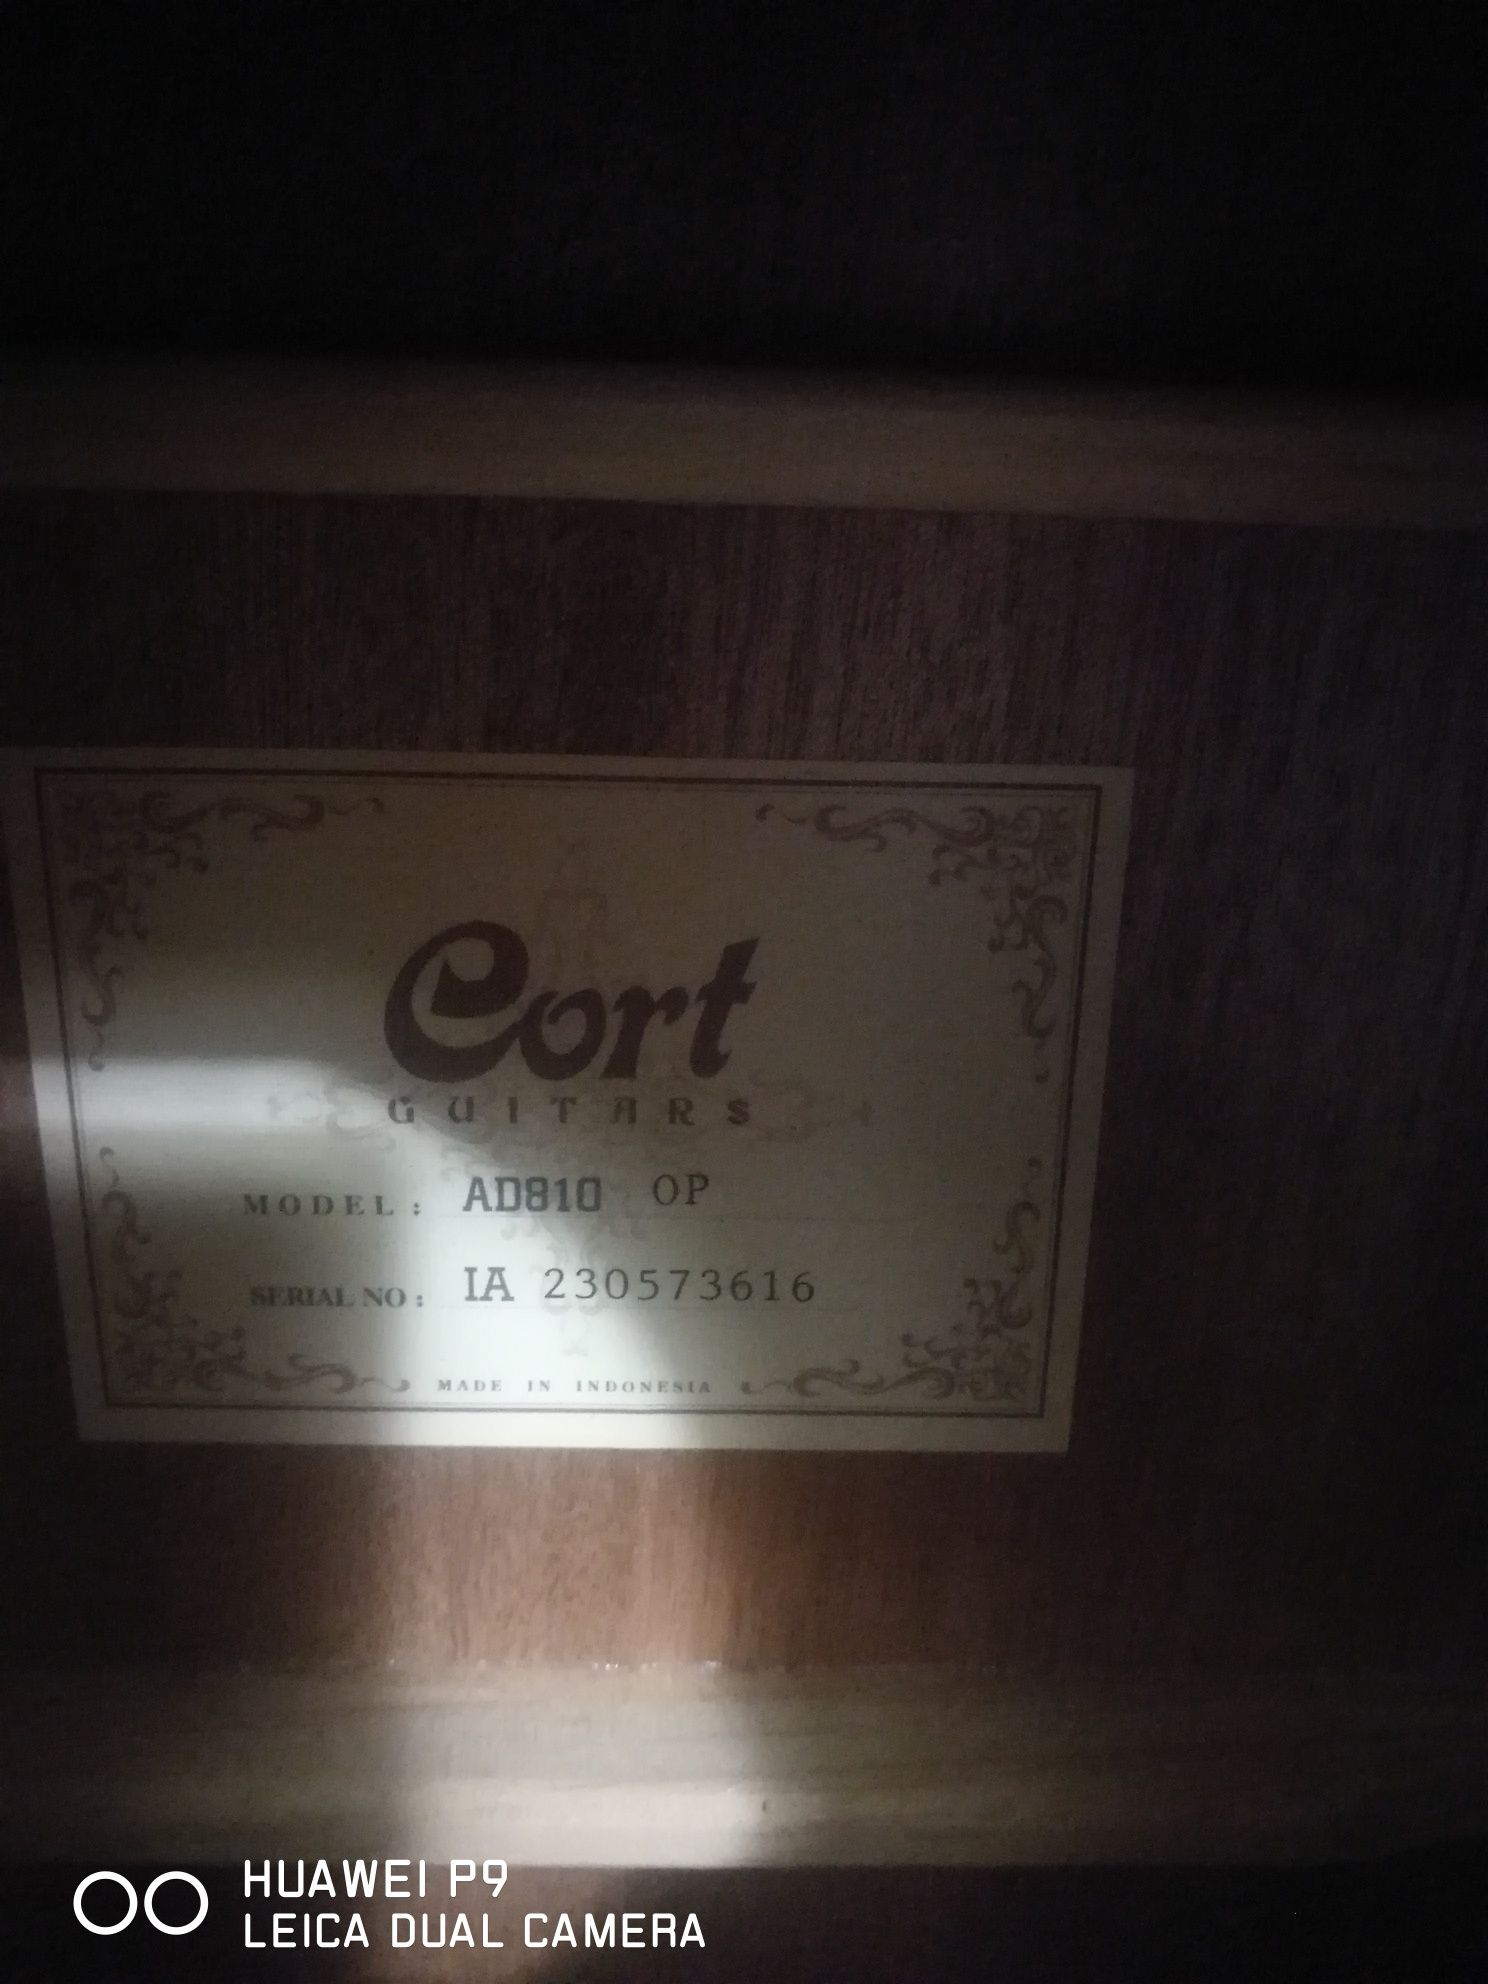 Cort
GUITARS
MODEL: AD810 OP
SERIAL NO: IA 230573616
MADE IN INDONESIA
HUAWEI P9
LEICA DUAL CAMERA